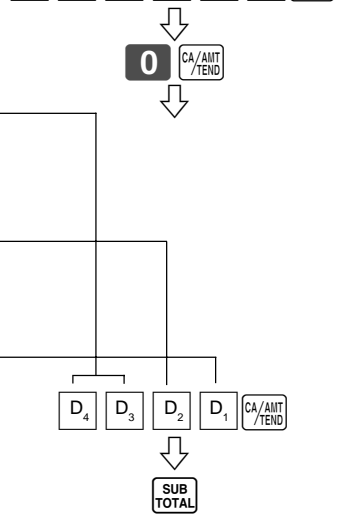 0 CA/AMT
/TEND
D4 D3 D2 D1 CA/AMT
/TEND
SUB
TOTAL